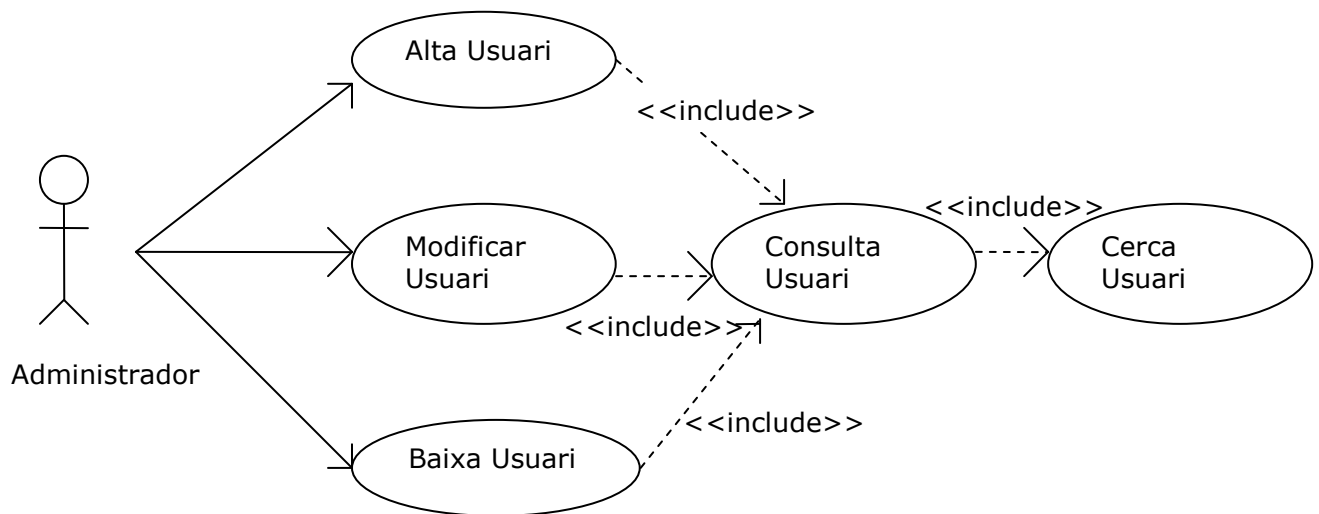 Alta Usuari
<<include>>
<<include>>
Modificar
Usuari
Consulta
Usuari
Cerca
Usuari
<<include>>
Administrador
<<include>>
Baixa Usuari